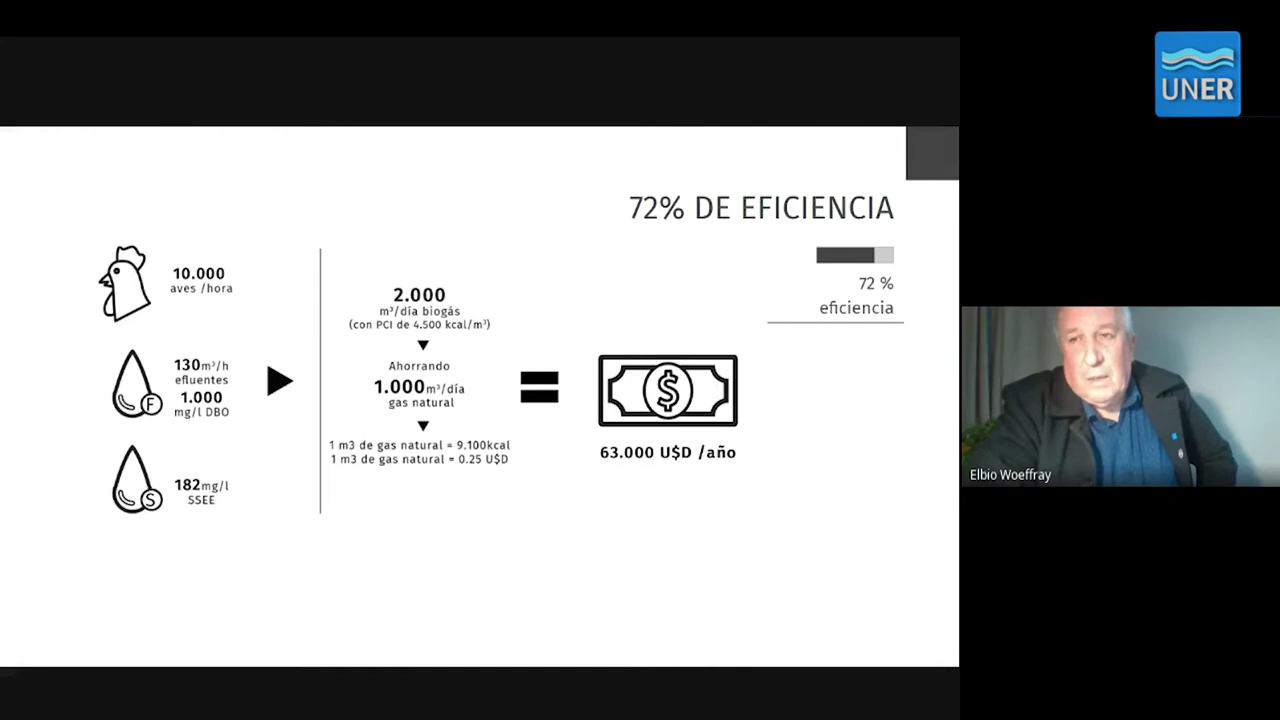 UNER
72% DE EFICIENCIA
72 %
eficiencia
10.000
aves /hora
130m³/h
efluentes
1.000
mg/l DBO
F
182mg/l
SSEE
S
2.000
m³/día biogás
(con PCI de 4.500 kcal/m³)
Ahorrando
1.000m³/día
gas natural
1 m3 de gas natural = 9.100kcal
1 m3 de gas natural = 0.25 U$D
$
63.000 U$D /año
Elbio Woeffray